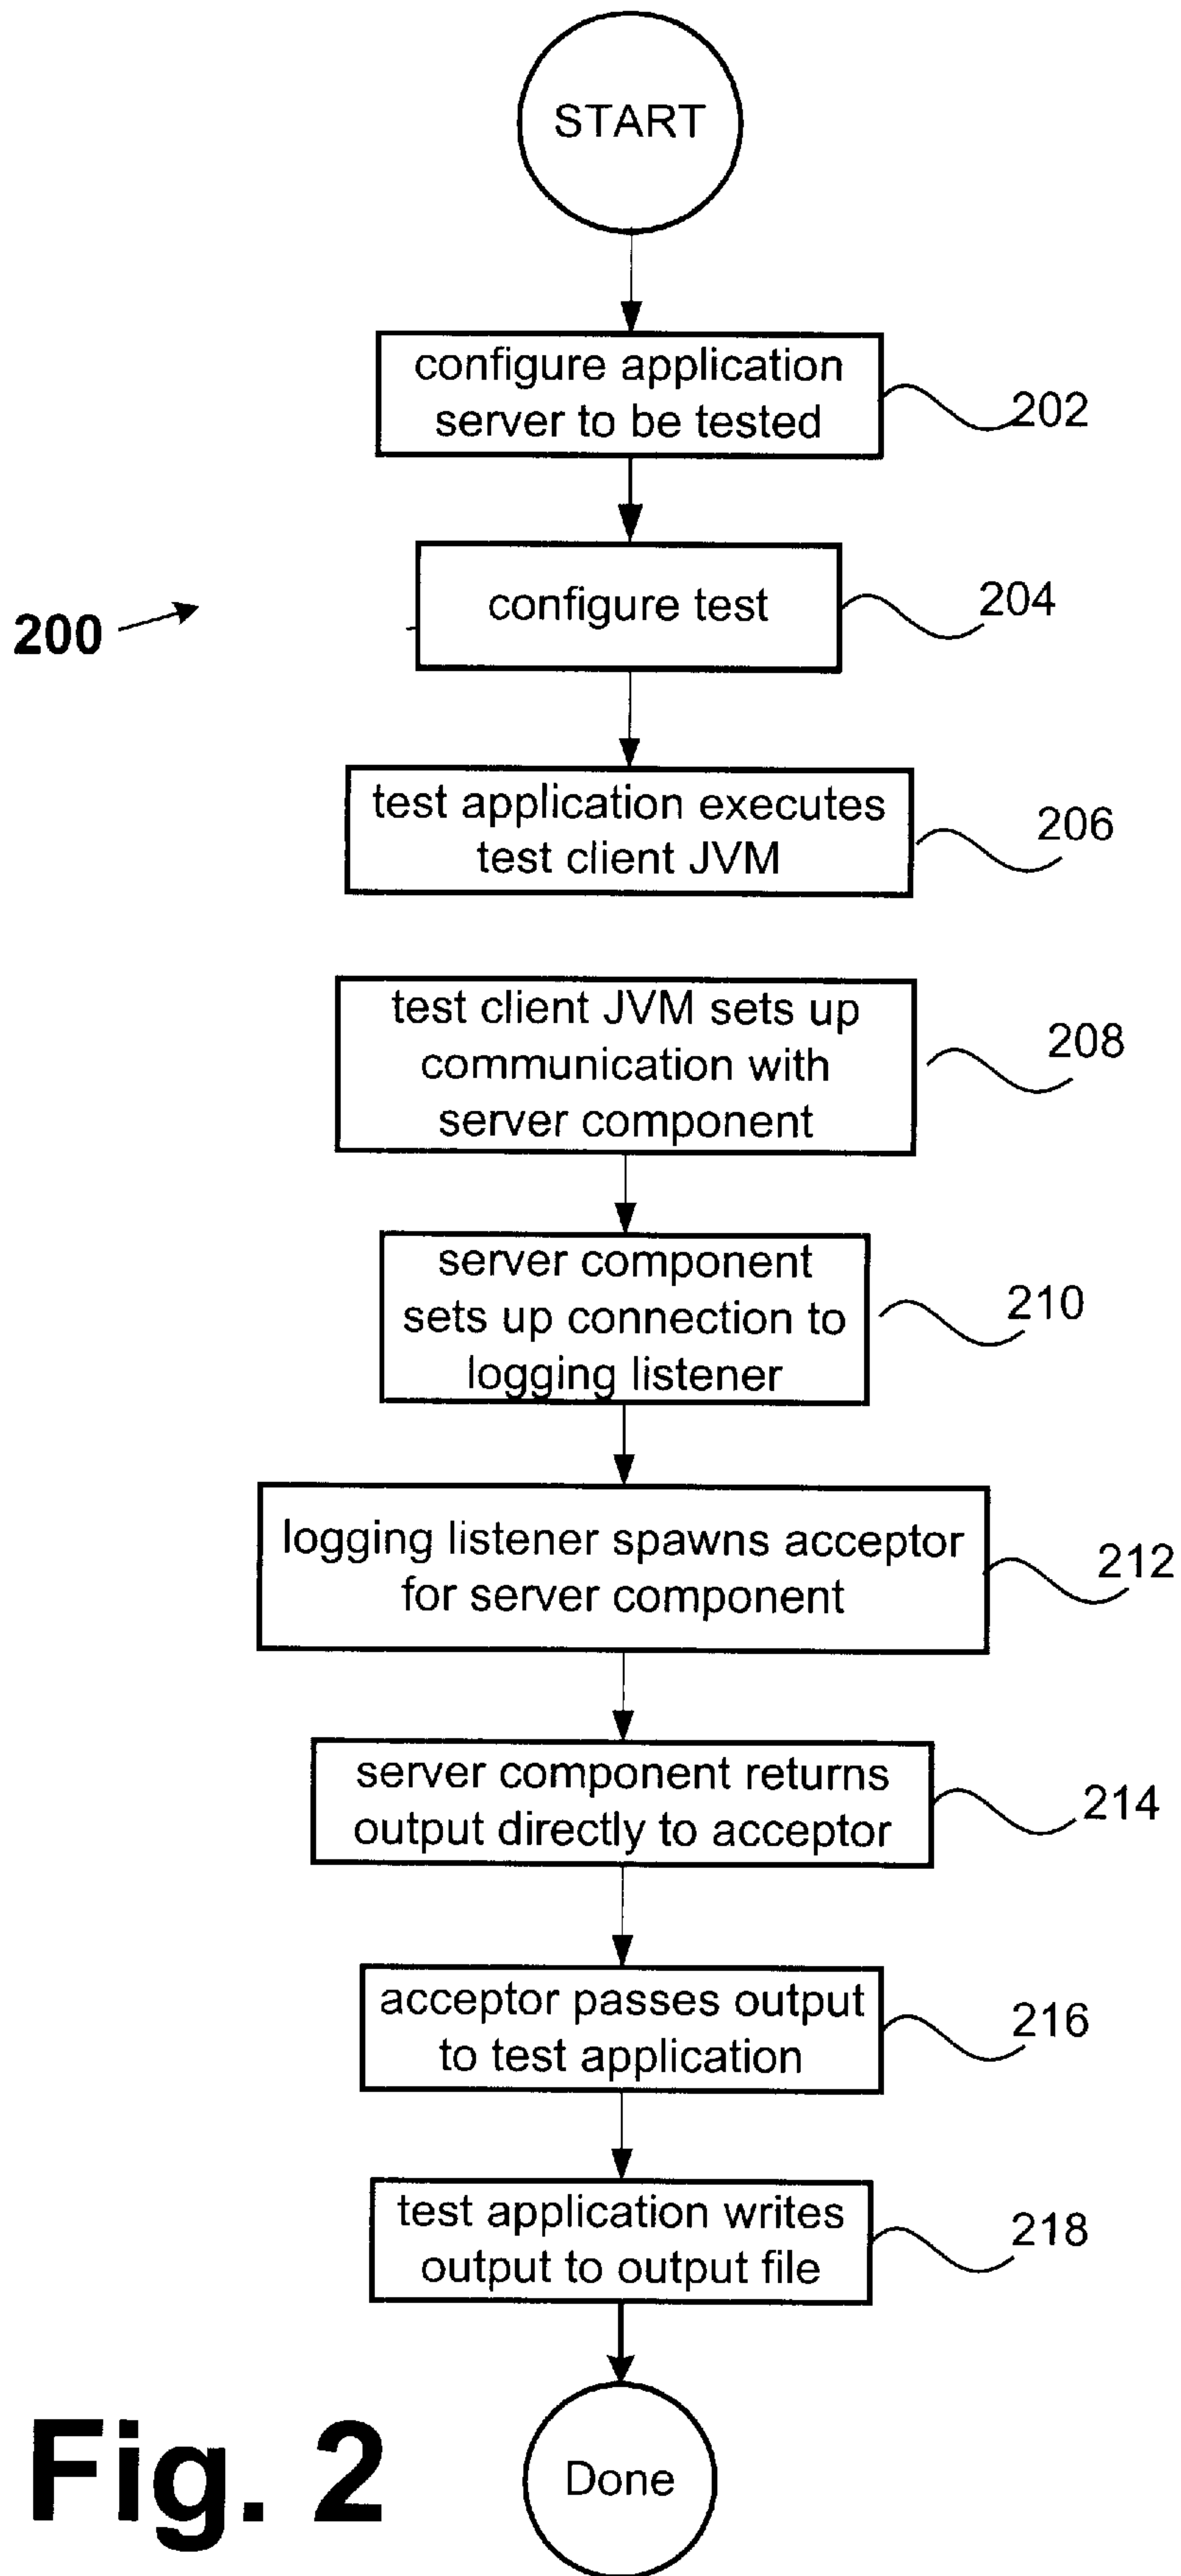 START
configure application
server to be tested
202
configure test
204
200
test application executes
test client JVM
206
test client JVM sets up
communication with
server component
208
server component
sets up connection to
logging listener
210
logging listener spawns acceptor
for server component
212
server component returns
output directly to acceptor
214
acceptor passes output
to test application
216
test application writes
output to output file
218
Done
Fig. 2